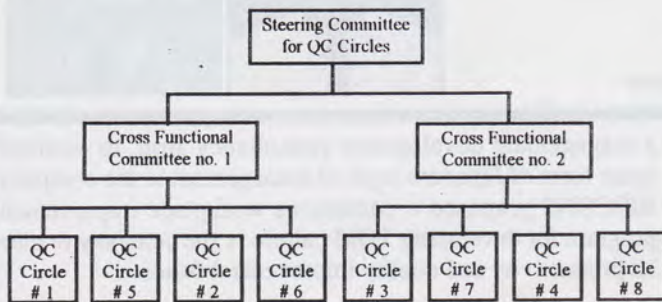 Steering Committee
for QC Circles
Cross Functional
Committee no. 1
Cross Functional
Committee no. 2
QC
Circle
# 1
QC
Circle
# 5
QC
Circle
# 2
QC
Circle
# 6
QC
Circle
# 3
QC
Circle
# 7
QC
Circle
# 4
QC
Circle
# 8